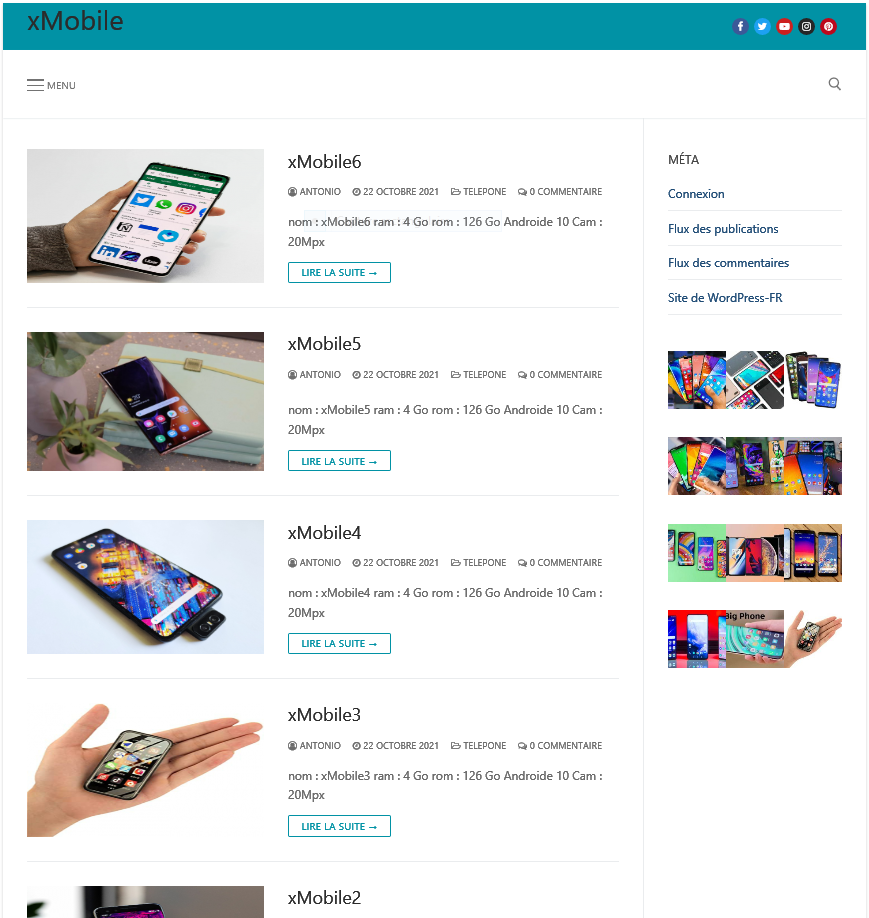 xMobile
MENU
xMobile6
ANTONIO 22 OCTOBRE 2021 TELEPONE 0 COMMENTAIRE
nom : xMobile6 ram : 4 Go rom : 126 Go Androide 10 Cam :
20Mpx
LIRE LA SUITE →
xMobile5
ANTONIO 22 OCTOBRE 2021 TELEPONE 0 COMMENTAIRE
nom : xMobile5 ram : 4 Go rom : 126 Go Androide 10 Cam :
20Mpx
LIRE LA SUITE →
xMobile4
ANTONIO 22 OCTOBRE 2021 TELEPONE 0 COMMENTAIRE
nom : xMobile4 ram : 4 Go rom : 126 Go Androide 10 Cam :
20Mpx
LIRE LA SUITE →
xMobile3
ANTONIO 22 OCTOBRE 2021 TELEPONE 0 COMMENTAIRE
nom : xMobile3 ram : 4 Go rom : 126 Go Androide 10 Cam :
20Mpx
LIRE LA SUITE →
xMobile2
MÉTA
Connexion
Flux des publications
Flux des commentaires
Site de WordPress-FR
Big Phone